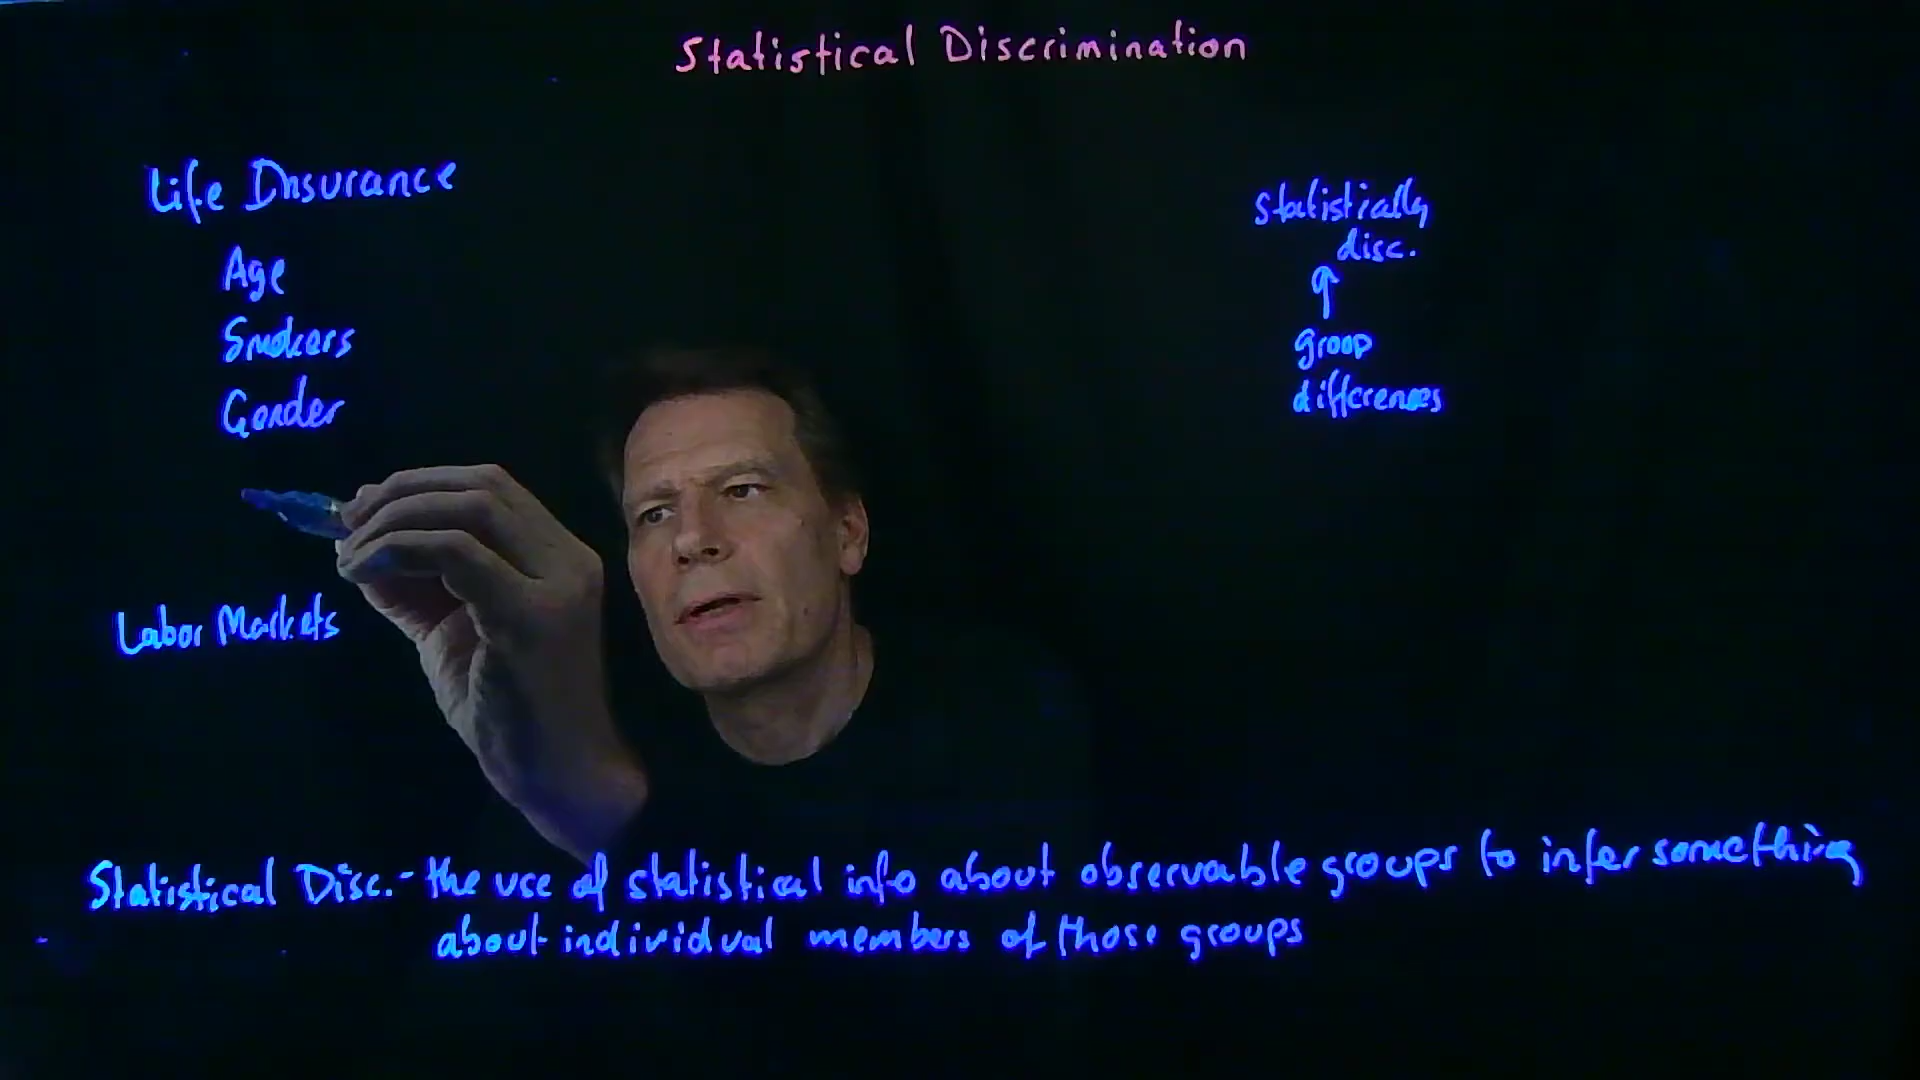 Statistical Discrimination
Life Insurance
Age
Smokers
Gender
Labor Markets
Statistically
disc.
↑
group
differences
Statistical Disc.- the use of statistical info about observable groups to infer something
about individual members of those groups